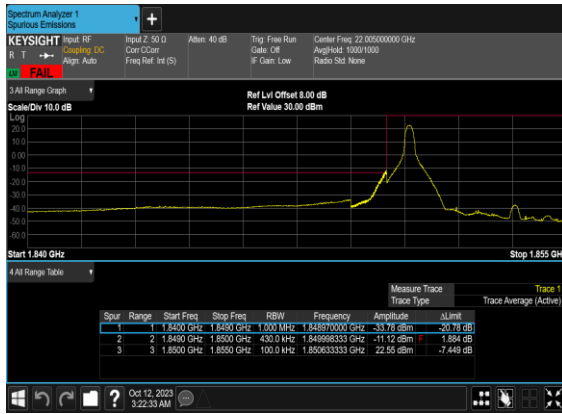 Spectrum Analyzer 1
Spurious Emissions
+
KEYSIGHT Input: RF Input Z: 50 Ω Atten: 40 dB Trig: Free Run Center Freq: 22.005000000 GHz
R T Coupling: DC Corr CCorr Gate: Off Avg|Hold: 1000/1000
Align: Auto Freq Ref: Int (S) IF Gain: Low Radio Std: None
FAIL
3 All Range Graph
Ref Lvl Offset 8.00 dB
Scale/Div 10.0 dB Ref Value 30.00 dBm
Log
20.0
10.0
0.00
-10.0
-20.0
-30.0
-40.0
-50.0
-60.0
Start 1.840 GHz Stop 1.855 GH
4 All Range Table
Measure Trace Trace 1
Trace Type Trace Average (Active)
Spur Range Start Freq Stop Freq RBW Frequency Amplitude ΔLimit
1 1 1.8400 GHz 1.8490 GHz 1.000 MHz 1.848970000 GHz -33.78 dBm -20.78 dB
2 2 1.8490 GHz 1.8500 GHz 430.0 kHz 1.849998333 GHz -11.12 dBm F 1.884 dB
3 3 1.8500 GHz 1.8550 GHz 100.0 kHz 1.850633333 GHz 22.55 dBm -7.449 dB
? Oct 12, 2023
3:22:33 AM